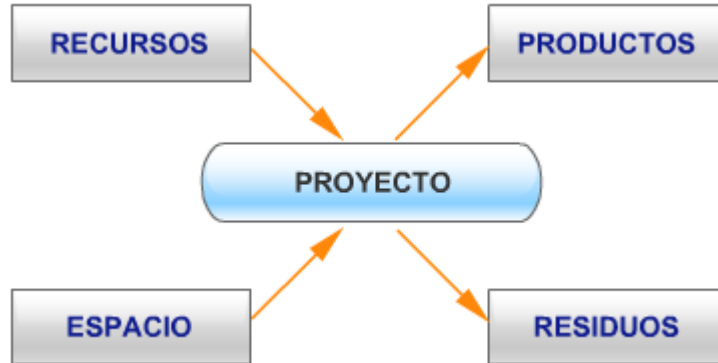 RECURSOS
PRODUCTOS
PROYECTO
ESPACIO
RESIDUOS